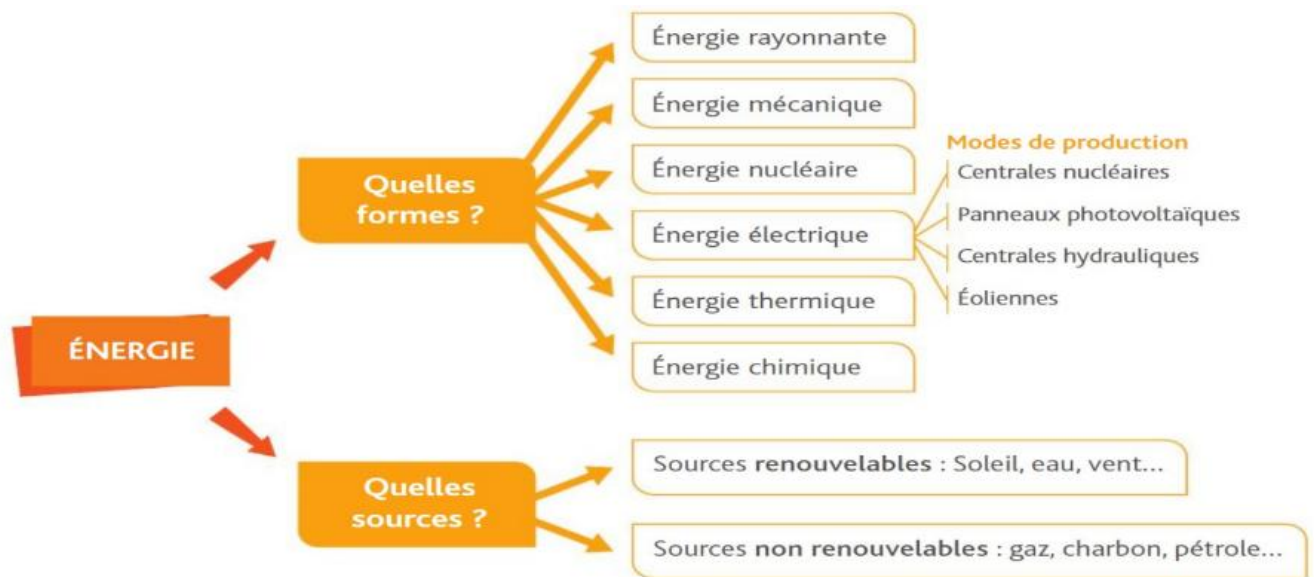 ÉNERGIE
Quelles
formes ?
Énergie rayonnante
Énergie mécanique
Énergie nucléaire
Énergie électrique
Énergie thermique
Énergie chimique
Modes de production
Centrales nucléaires
Panneaux photovoltaïques
Centrales hydrauliques
Éoliennes
Quelles
sources ?
Sources renouvelables : Soleil, eau, vent...
Sources non renouvelables : gaz, charbon, pétrole...